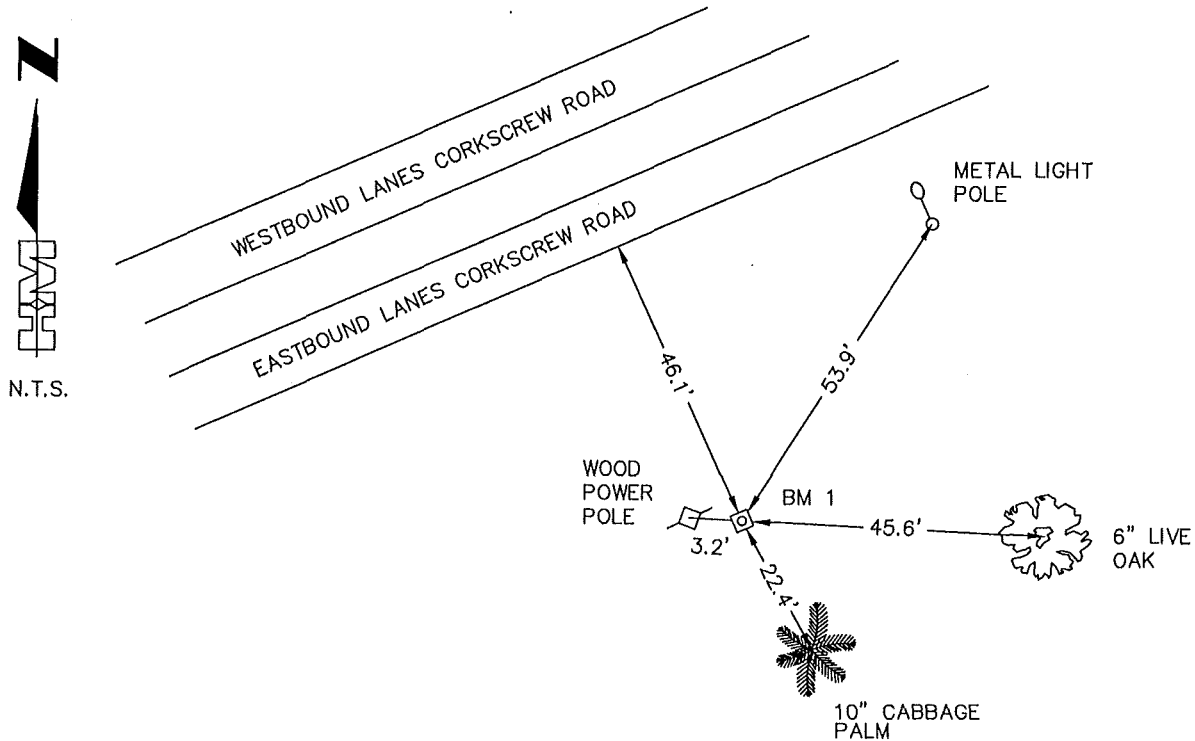 N
N.T.S.
WESTBOUND LANES CORKSCREW ROAD
EASTBOUND LANES CORKSCREW ROAD
METAL LIGHT
POLE
46.1'
53.9'
WOOD
POWER
POLE
BM 1
3.2'
45.6'
6" LIVE
OAK
22.4'
10" CABBAGE
PALM